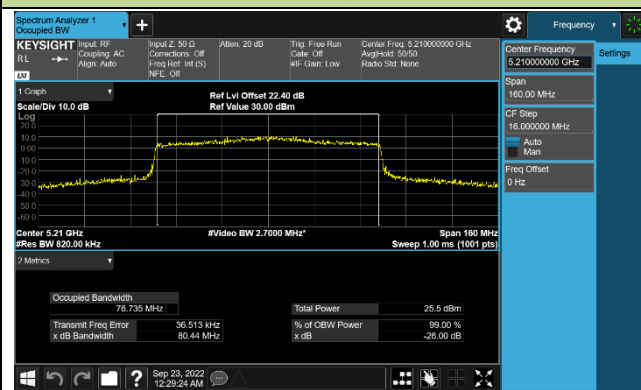 Spectrum Analyzer 1
Occupied BW
+
Frequency
KEYSIGHT Input: RF Input Z: 50 Ω Atten: 20 dB Trig: Free Run Center Freq: 5.210000000 GHz
RL Coupling: AC Corrections: Off Gate: Off Avg|Hold: 50/50
Align: Auto Freq Ref: Int (S) #IF Gain: Low Radio Std: None
NFE: Off
LW
Center Frequency
5.210000000 GHz
Settings
Span
160.00 MHz
CF Step
16.000000 MHz
Auto
Man
Freq Offset
0 Hz
1 Graph
Scale/Div 10.0 dB
Ref Lvl Offset 22.40 dB
Ref Value 30.00 dBm
Log
20.0
10.0
0.00
-10.0
-20.0
-30.0
-40.0
-50.0
-60.0
Center 5.21 GHz #Video BW 2.7000 MHz* Span 160 MHz
#Res BW 820.00 kHz Sweep 1.00 ms (1001 pts)
2 Metrics
Occupied Bandwidth
76.735 MHz
Total Power 25.5 dBm
Transmit Freq Error 36.513 kHz % of OBW Power 99.00 %
x dB Bandwidth 80.44 MHz x dB -26.00 dB
?
Sep 23, 2022
12:29:24 AM